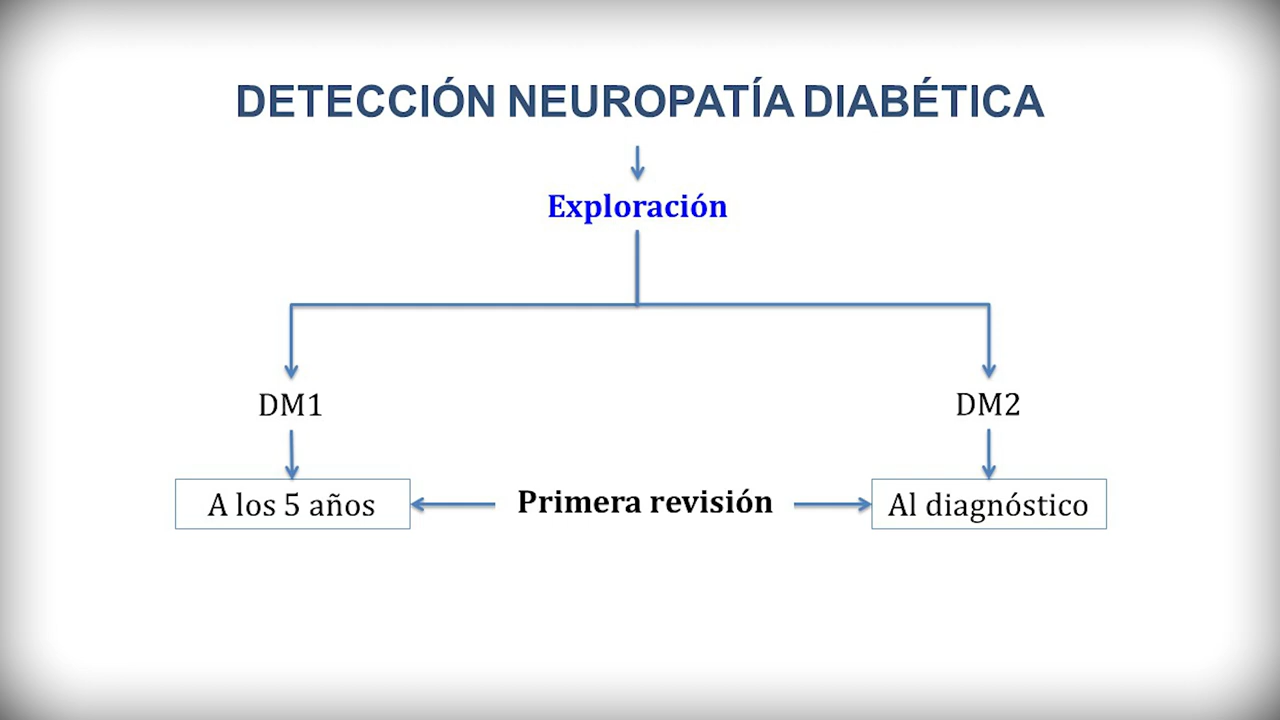 DETECCIÓN NEUROPATÍA DIABÉTICA
Exploración
DM1
DM2
A los 5 años
Primera revisión
Al diagnóstico